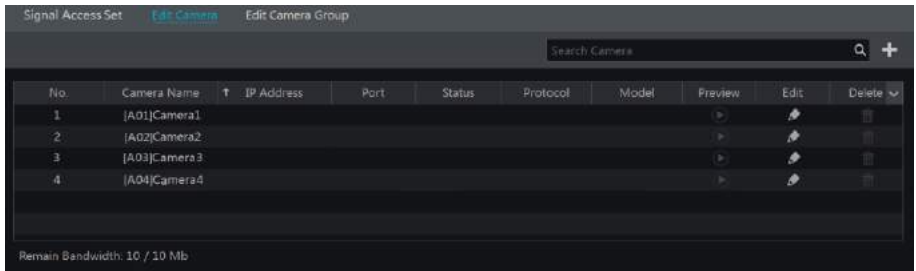 Signal Access Set Edit Camera Edit Camera Group
Search Camera
No. Camera Name ↑ IP Address Port Status Protocol Model Preview Edit Delete
1 [A01]Camera1
2 [A02]Camera2
3 [A03]Camera3
4 [A04]Camera4
Remain Bandwidth: 10 / 10 Mb